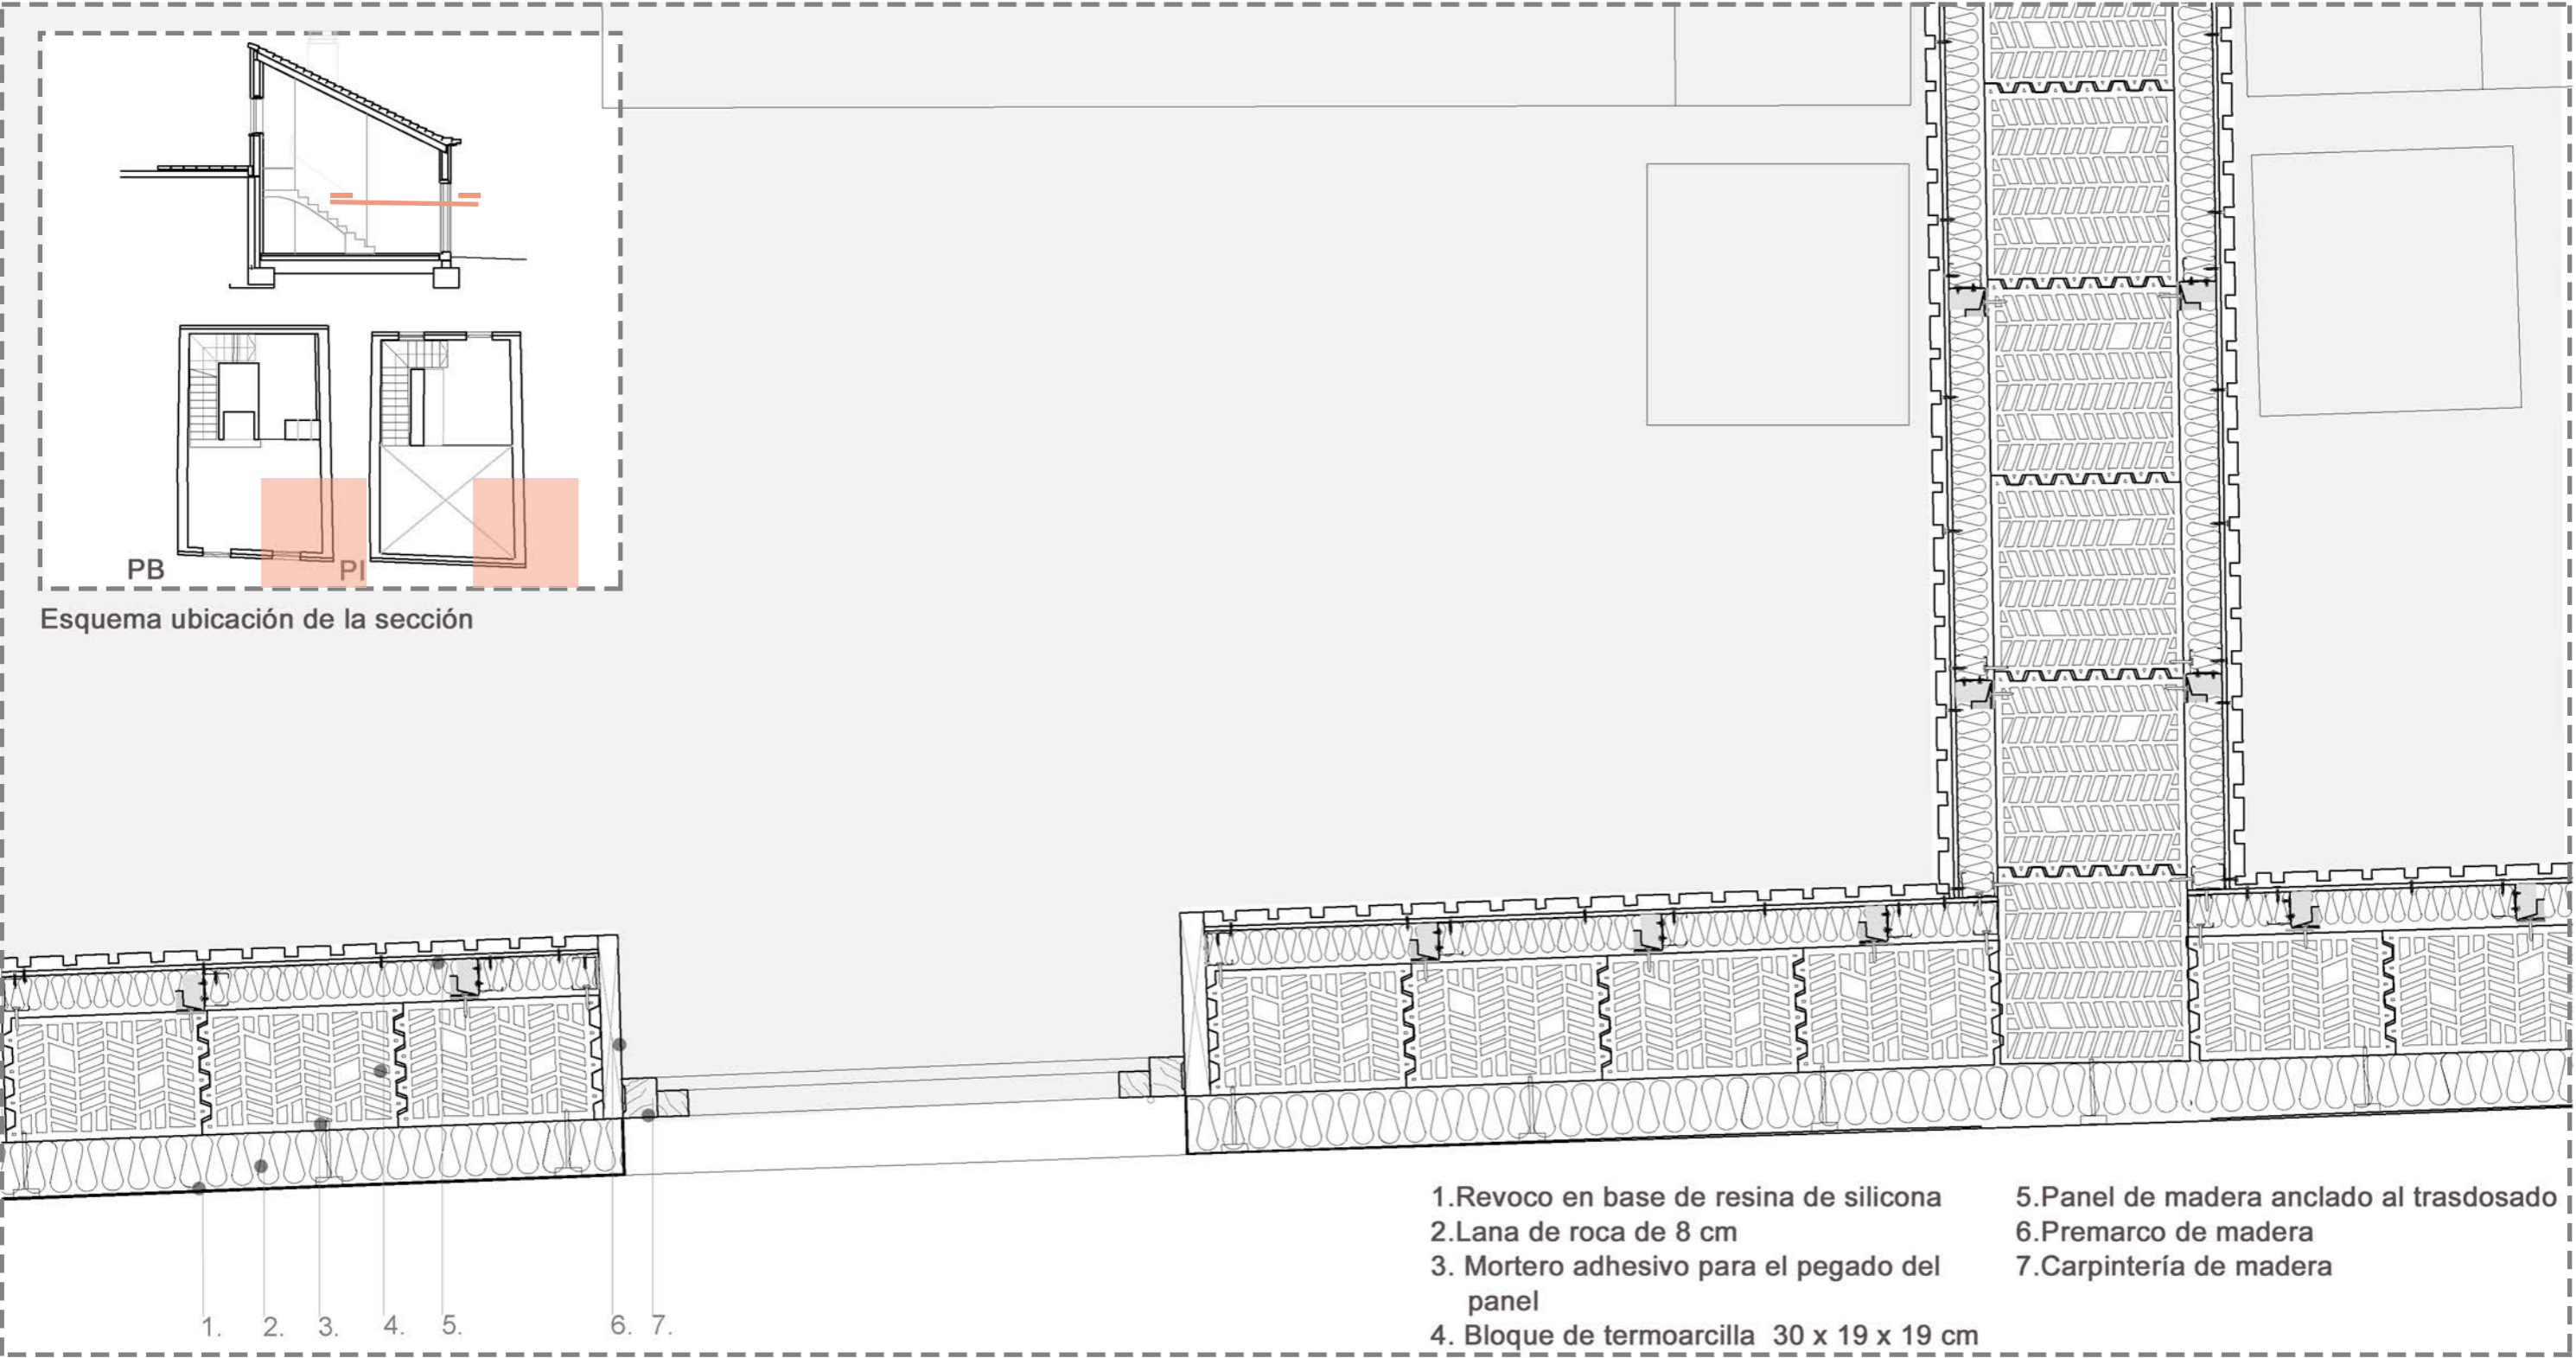 PB
PI
Esquema ubicación de la sección
1.Revoco en base de resina de silicona
2.Lana de roca de 8 cm
3. Mortero adhesivo para el pegado del
panel
4. Bloque de termoarcilla 30 x 19 x 19 cm
5.Panel de madera anclado al trasdosado
6.Premarco de madera
7.Carpintería de madera
1. 2. 3. 4. 5. 6. 7.